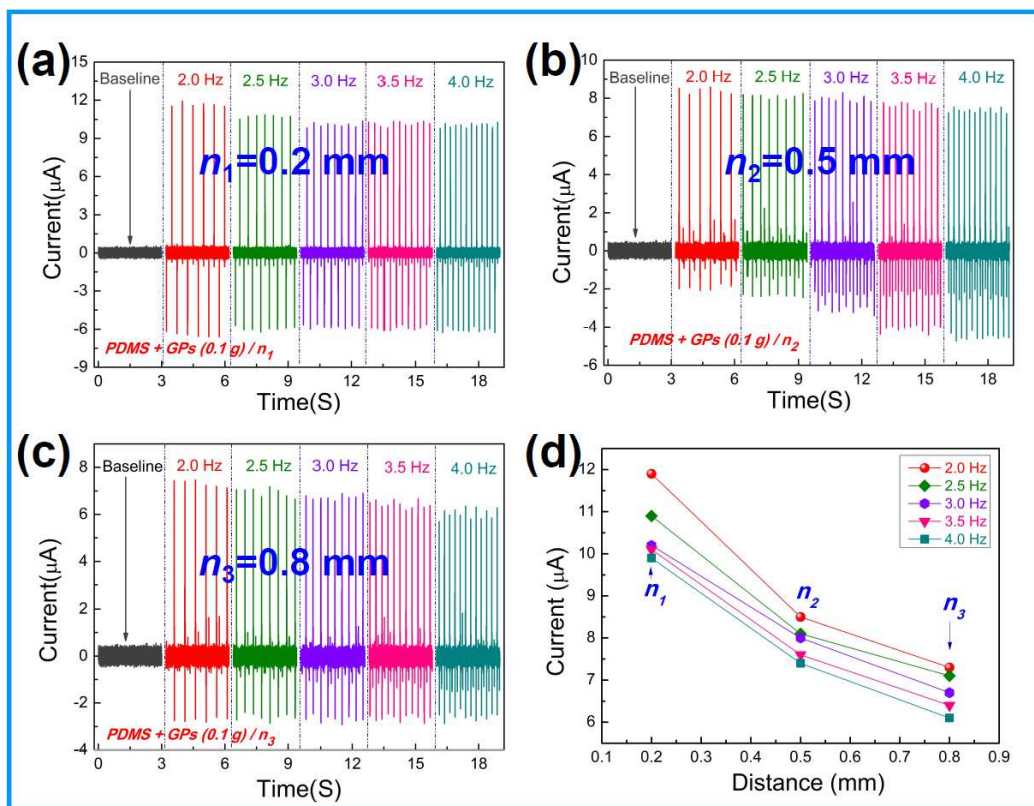 (a)
Baseline
2.0 Hz
2.5 Hz
3.0 Hz
3.5 Hz
4.0 Hz
n1=0.2 mm
PDMS + GPs (0.1 g) / n1
Current(μA)
15
12
9
6
3
0
-3
-6
-9
0 3 6 9 12 15 18
Time(S)
(b)
Baseline
2.0 Hz
2.5 Hz
3.0 Hz
3.5 Hz
4.0 Hz
n2=0.5 mm
PDMS + GPs (0.1 g) / n2
Current(μA)
10
8
6
4
2
0
-2
-4
-6
0 3 6 9 12 15 18
Time(S)
(c)
Baseline
2.0 Hz
2.5 Hz
3.0 Hz
3.5 Hz
4.0 Hz
n3=0.8 mm
PDMS + GPs (0.1 g) / n3
Current(μA)
8
6
4
2
0
-2
-4
0 3 6 9 12 15 18
Time(S)
(d)
2.0 Hz
2.5 Hz
3.0 Hz
3.5 Hz
4.0 Hz
n1
n2
n3
Current (μA)
12
11
10
9
8
7
6
0.1 0.2 0.3 0.4 0.5 0.6 0.7 0.8 0.9
Distance (mm)